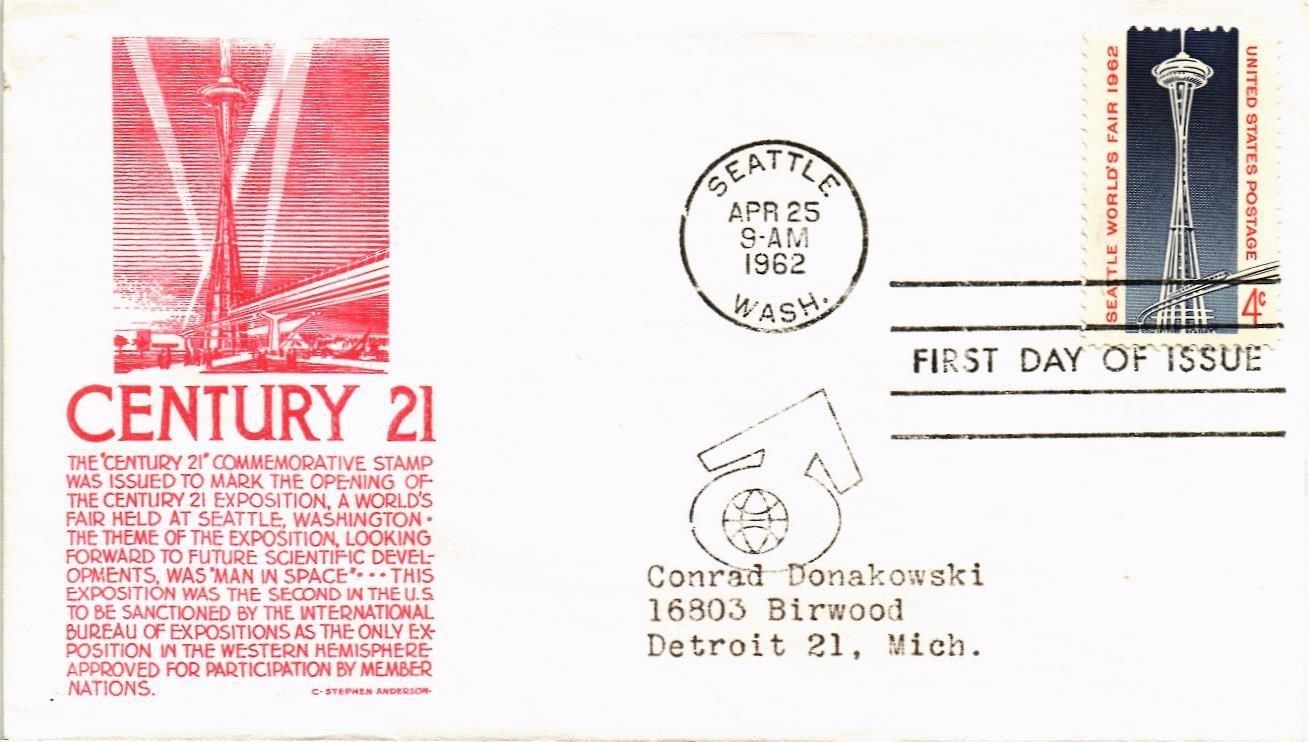 CENTURY 21
THE "CENTURY 21" COMMEMORATIVE STAMP
WAS ISSUED TO MARK THE OPENING OF
THE CENTURY 21 EXPOSITION, A WORLD'S
FAIR HELD AT SEATTLE, WASHINGTON •
THE THEME OF THE EXPOSITION, LOOKING
FORWARD TO FUTURE SCIENTIFIC DEVEL-
OPMENTS, WAS "MAN IN SPACE" • • • THIS
EXPOSITION WAS THE SECOND IN THE U.S.
TO BE SANCTIONED BY THE INTERNATIONAL
BUREAU OF EXPOSITIONS AS THE ONLY EX-
POSITION IN THE WESTERN HEMISPHERE
APPROVED FOR PARTICIPATION BY MEMBER
NATIONS.
C • STEPHEN ANDERSON •
SEATTLE
APR 25
9-AM
1962
WASH.
SEATTLE WORLD'S FAIR 1962
UNITED STATES POSTAGE
4c
FIRST DAY OF ISSUE
Conrad Donakowski
16803 Birwood
Detroit 21, Mich.